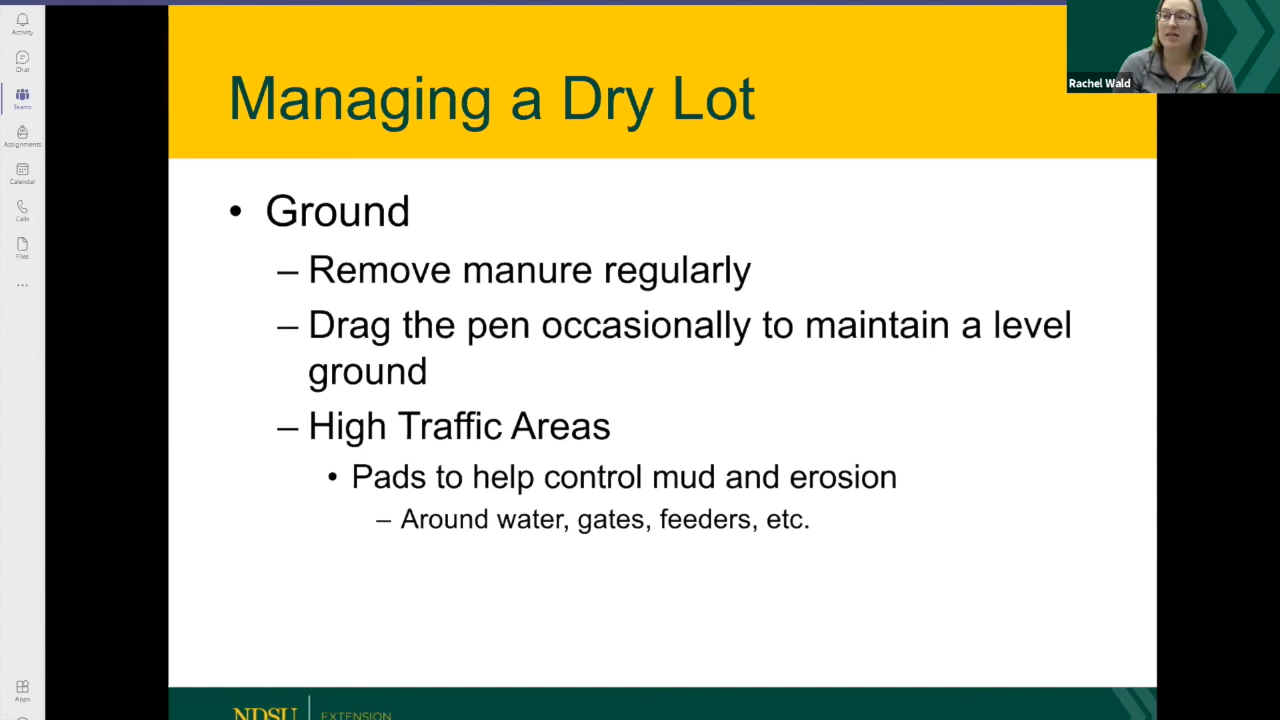 Activity
Chat
Teams
Assignments
Calendar
Calls
Files
Apps
Managing a Dry Lot
Rachel Wald
• Ground
– Remove manure regularly
– Drag the pen occasionally to maintain a level
ground
– High Traffic Areas
• Pads to help control mud and erosion
– Around water, gates, feeders, etc.
NDSU EXTENSION